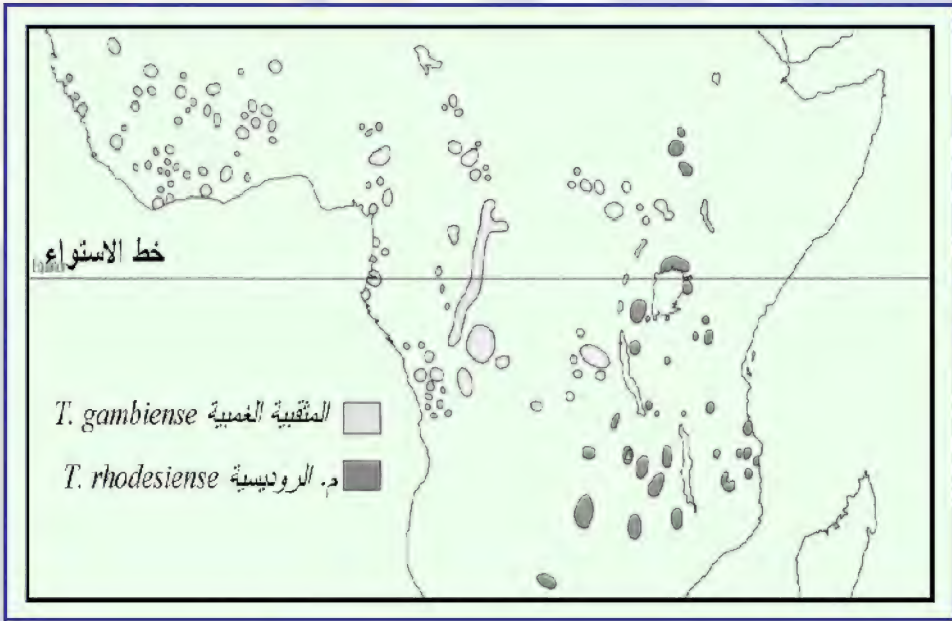 خط الاستواء
المثقبية الغمبية T. gambiense
م. الروديسية T. rhodesiense